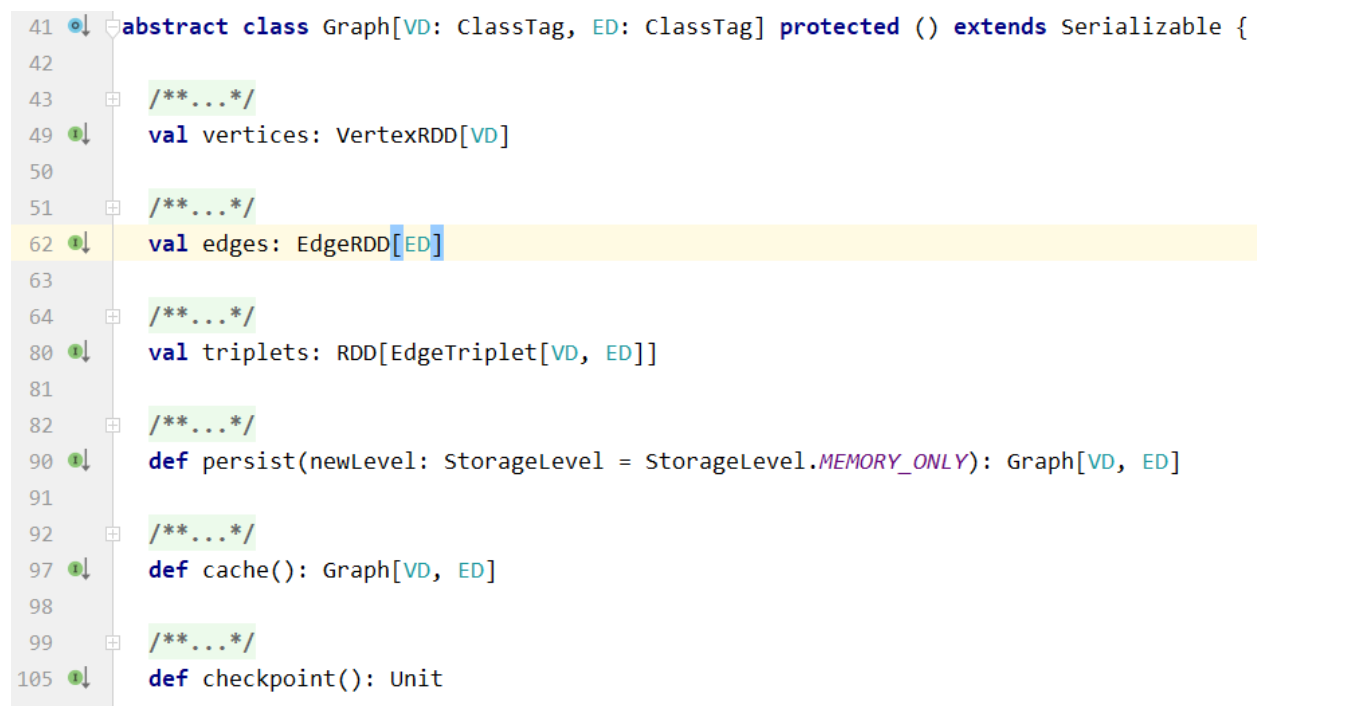 41 abstract class Graph[VD: ClassTag, ED: ClassTag] protected () extends Serializable {
42
43 /**...*/
49 val vertices: VertexRDD[VD]
50
51 /**...*/
62 val edges: EdgeRDD[ED]
63
64 /**...*/
80 val triplets: RDD[EdgeTriplet[VD, ED]]
81
82 /**...*/
90 def persist(newLevel: StorageLevel = StorageLevel.MEMORY_ONLY): Graph[VD, ED]
91
92 /**...*/
97 def cache(): Graph[VD, ED]
98
99 /**...*/
105 def checkpoint(): Unit